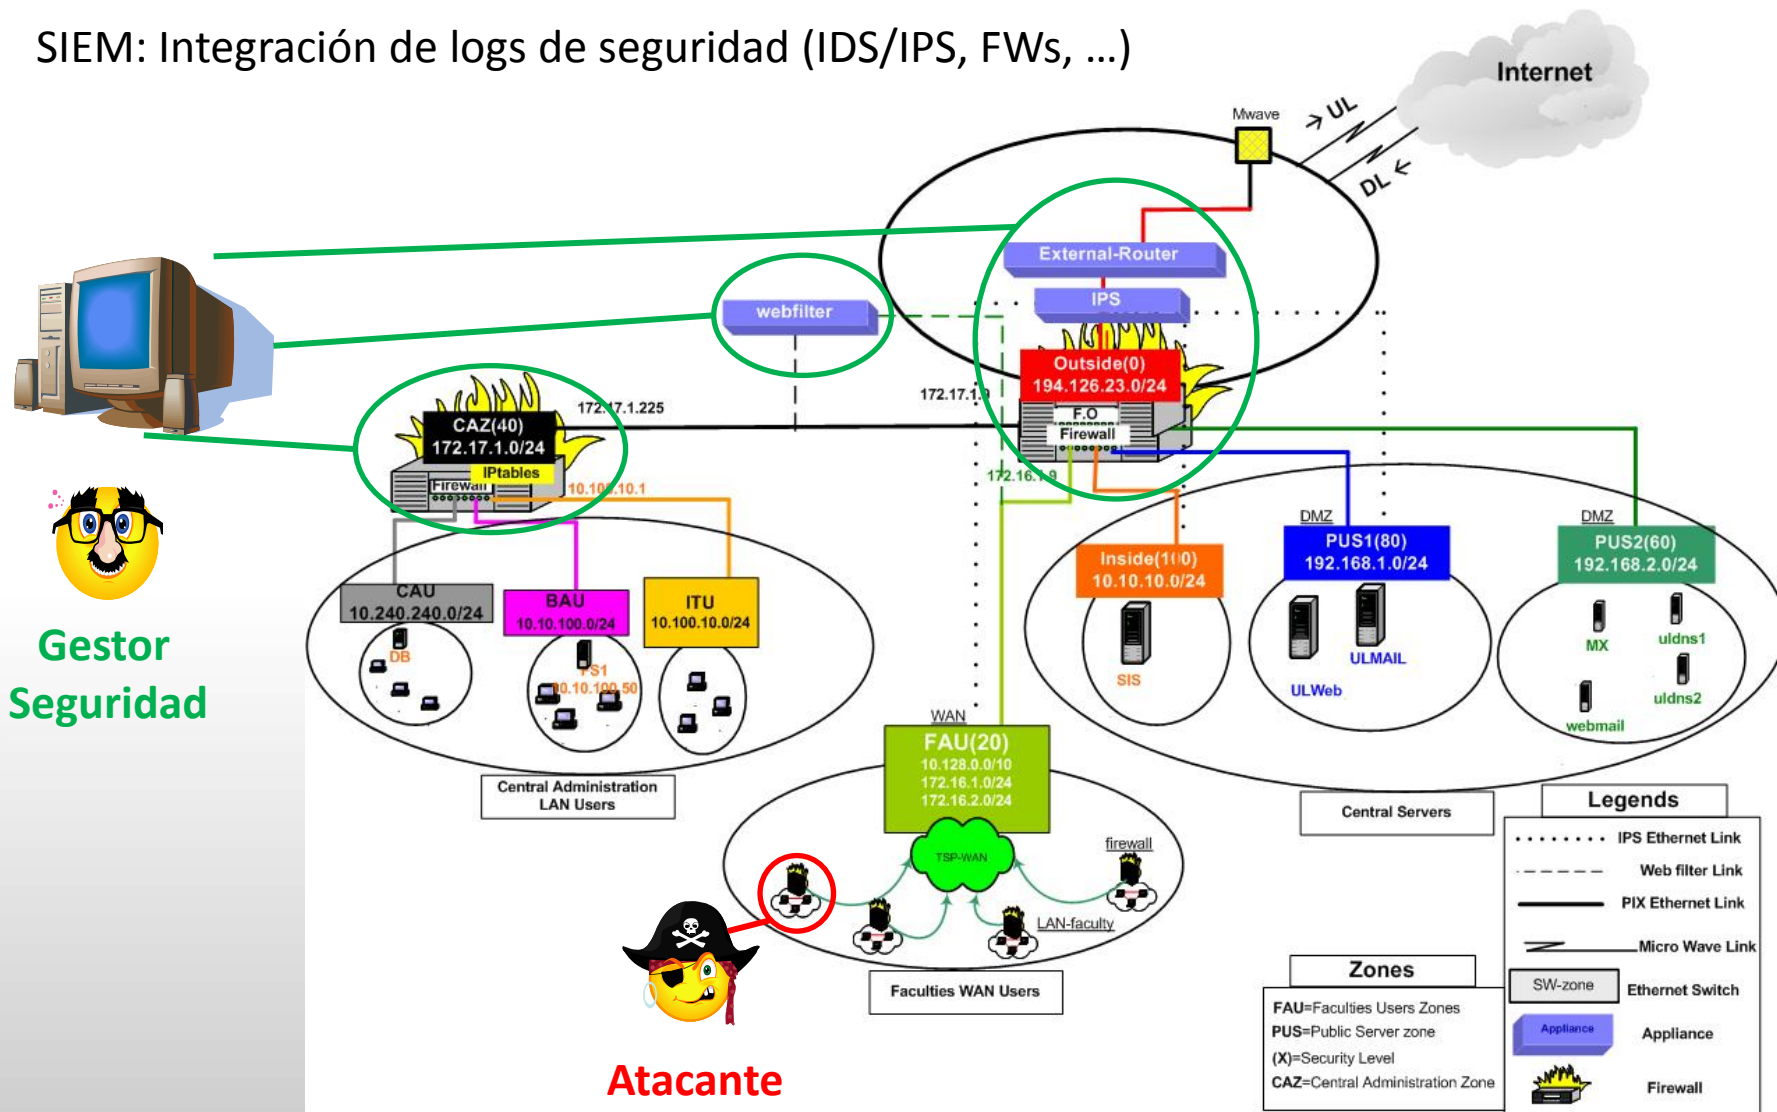 SIEM: Integración de logs de seguridad (IDS/IPS, FWs, ...)
Internet
Mwave
→ UL
DL ←
External-Router
IPS
webfilter
Outside(0)
194.126.23.0/24
172.17.1.9
F.O
Firewall
172.17.1.225
CAZ(40)
172.17.1.0/24
IPtables
Firewall
10.100.10.1
172.16.1.9
DMZ
PUS1(80)
192.168.1.0/24
DMZ
PUS2(60)
192.168.2.0/24
Inside(100)
10.10.10.0/24
CAU
10.240.240.0/24
BAU
10.10.100.0/24
ITU
10.100.10.0/24
DB
FS1
10.10.100.50
SIS
ULWeb
ULMAIL
MX
uldns1
uldns2
webmail
Gestor
Seguridad
WAN
FAU(20)
10.128.0.0/10
172.16.1.0/24
172.16.2.0/24
Central Administration
LAN Users
Central Servers
TSP-WAN
firewall
LAN-faculty
Faculties WAN Users
Atacante
Legends
IPS Ethernet Link
Web filter Link
PIX Ethernet Link
Micro Wave Link
SW-zone
Ethernet Switch
Appliance
Appliance
Firewall
Zones
FAU=Faculties Users Zones
PUS=Public Server zone
(X)=Security Level
CAZ=Central Administration Zone